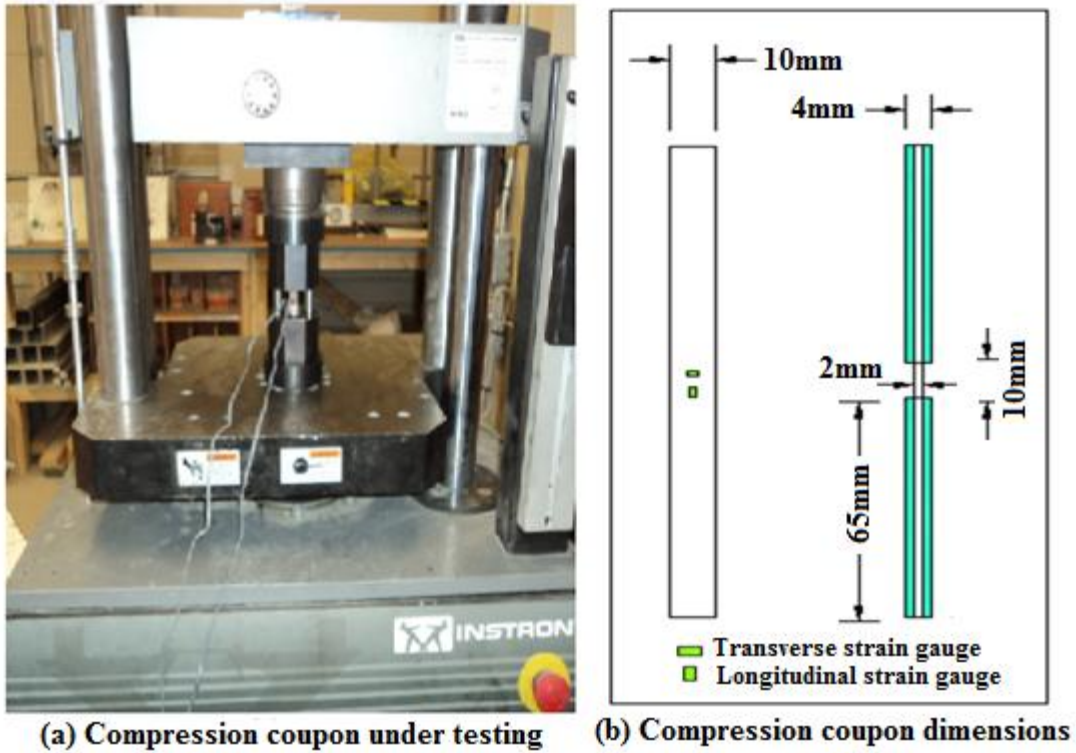 INSTRON
10mm
4mm
2mm
10mm
65mm
Transverse strain gauge
Longitudinal strain gauge
(a) Compression coupon under testing
(b) Compression coupon dimensions